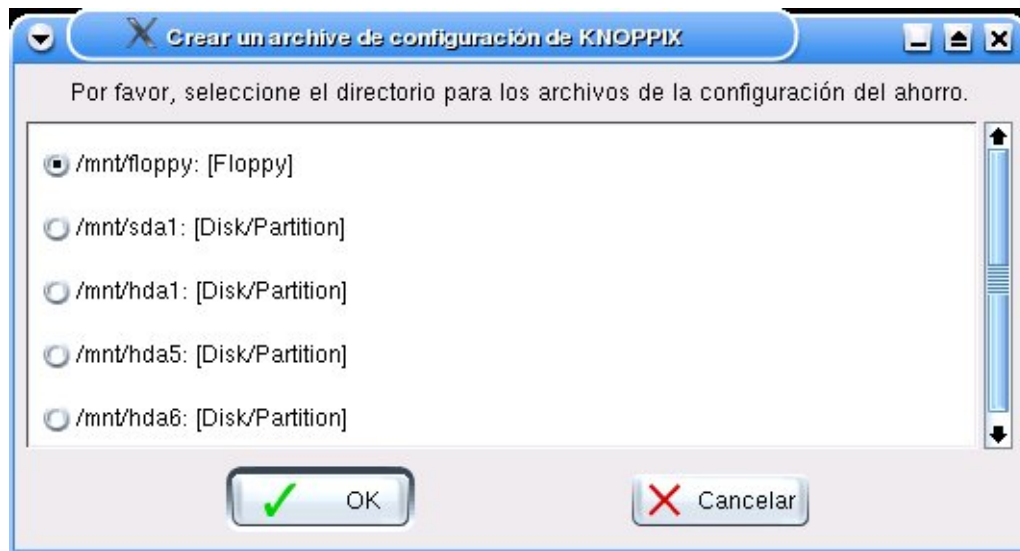 Crear un archive de configuración de KNOPPIX
Por favor, seleccione el directorio para los archivos de la configuración del ahorro.
/mnt/floppy: [Floppy]
/mnt/sda1: [Disk/Partition]
/mnt/hda1: [Disk/Partition]
/mnt/hda5: [Disk/Partition]
/mnt/hda6: [Disk/Partition]
OK
Cancelar